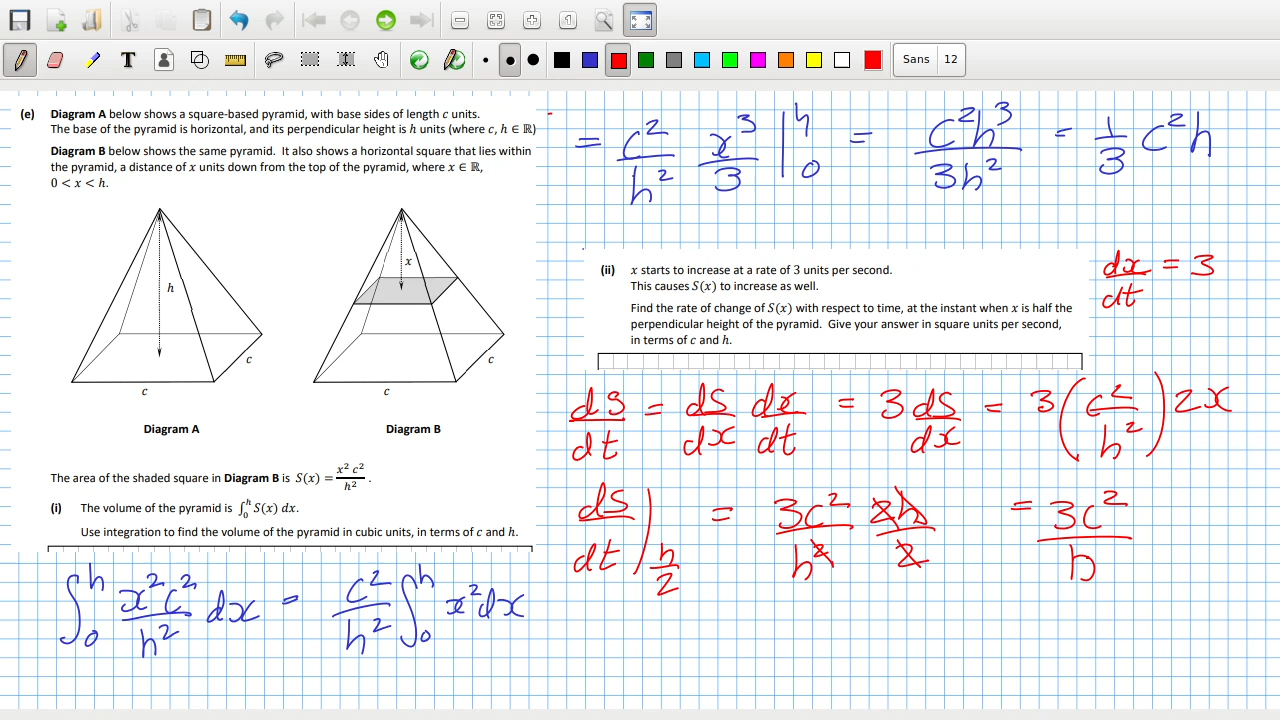 Sans 12
(e) Diagram A below shows a square-based pyramid, with base sides of length c units.
The base of the pyramid is horizontal, and its perpendicular height is h units (where c, h ∈ ℝ)
Diagram B below shows the same pyramid. It also shows a horizontal square that lies within
the pyramid, a distance of x units down from the top of the pyramid, where x ∈ ℝ,
0 < x < h.
h
c
c
Diagram A
x
c
c
Diagram B
The area of the shaded square in Diagram B is S(x) = x² c² / h² .
(i) The volume of the pyramid is ∫₀ʰ S(x) dx.
Use integration to find the volume of the pyramid in cubic units, in terms of c and h.
∫₀ʰ x²c²/h² dx = c²/h² ∫₀ʰ x² dx
= c²/h² x³/3 |₀ʰ = c²h³/3h² = 1/3 c²h
(ii) x starts to increase at a rate of 3 units per second.
This causes S(x) to increase as well.
Find the rate of change of S(x) with respect to time, at the instant when x is half the
perpendicular height of the pyramid. Give your answer in square units per second,
in terms of c and h.
dx/dt = 3
dS/dt = dS/dx dx/dt = 3 dS/dx = 3 (c²/h²) 2x
dS/dt | h/2 = 3c²/h² 2h/2 = 3c²/h